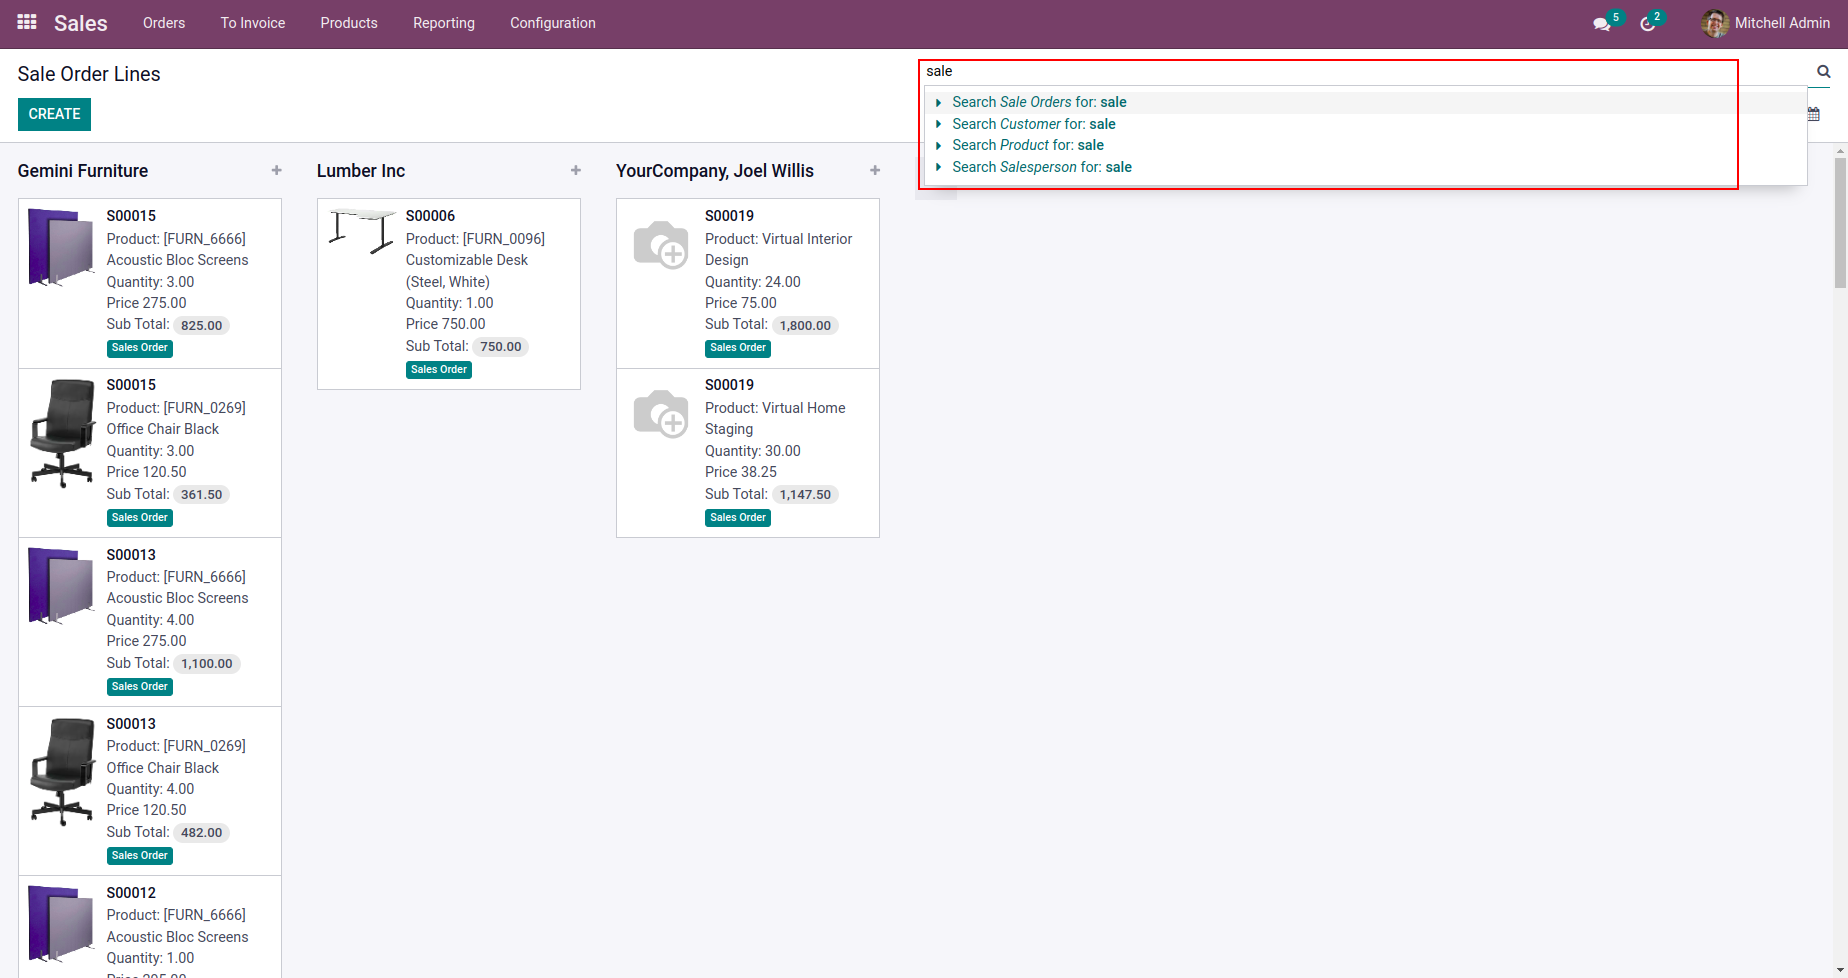 Sales
Orders
To Invoice
Products
Reporting
Configuration
5
2
Mitchell Admin
Sale Order Lines
CREATE
sale
Search Sale Orders for: sale
Search Customer for: sale
Search Product for: sale
Search Salesperson for: sale
Gemini Furniture
+
S00015
Product: [FURN_6666]
Acoustic Bloc Screens
Quantity: 3.00
Price 275.00
Sub Total: 825.00
Sales Order
S00015
Product: [FURN_0269]
Office Chair Black
Quantity: 3.00
Price 120.50
Sub Total: 361.50
Sales Order
S00013
Product: [FURN_6666]
Acoustic Bloc Screens
Quantity: 4.00
Price 275.00
Sub Total: 1,100.00
Sales Order
S00013
Product: [FURN_0269]
Office Chair Black
Quantity: 4.00
Price 120.50
Sub Total: 482.00
Sales Order
S00012
Product: [FURN_6666]
Acoustic Bloc Screens
Quantity: 1.00
Lumber Inc
+
S00006
Product: [FURN_0096]
Customizable Desk
(Steel, White)
Quantity: 1.00
Price 750.00
Sub Total: 750.00
Sales Order
YourCompany, Joel Willis
+
S00019
Product: Virtual Interior
Design
Quantity: 24.00
Price 75.00
Sub Total: 1,800.00
Sales Order
S00019
Product: Virtual Home
Staging
Quantity: 30.00
Price 38.25
Sub Total: 1,147.50
Sales Order